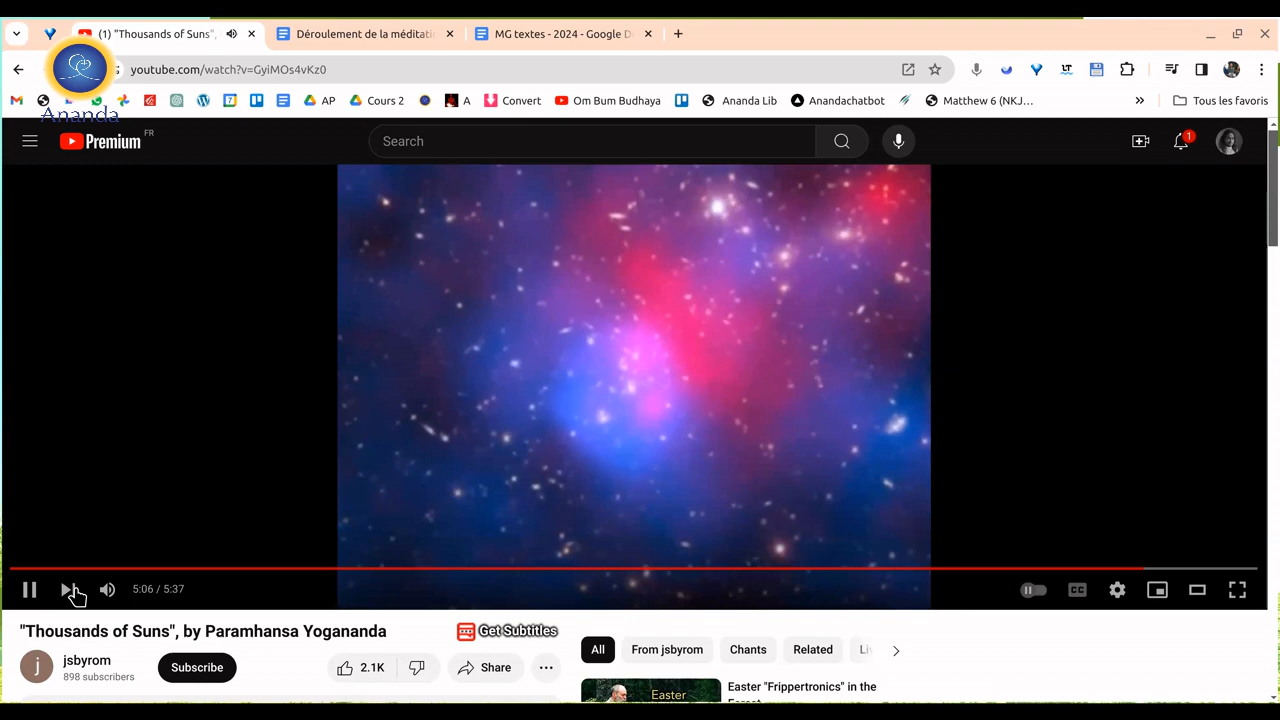 (1) "Thousands of Suns",
Déroulement de la méditati
MG textes - 2024 - Google D
youtube.com/watch?v=GyiMOs4vKz0
Ananda
AP
Cours 2
A
Convert
Om Bum Budhaya
Ananda Lib
Anandachatbot
Matthew 6 (NKJ...
Tous les favoris
Premium FR
Search
1
5:06 / 5:37
CC
"Thousands of Suns", by Paramhansa Yogananda
Get Subtitles
j
jsbyrom
898 subscribers
Subscribe
2.1K
Share
All
From jsbyrom
Chants
Related
Li
Easter
Easter "Frippertronics" in the